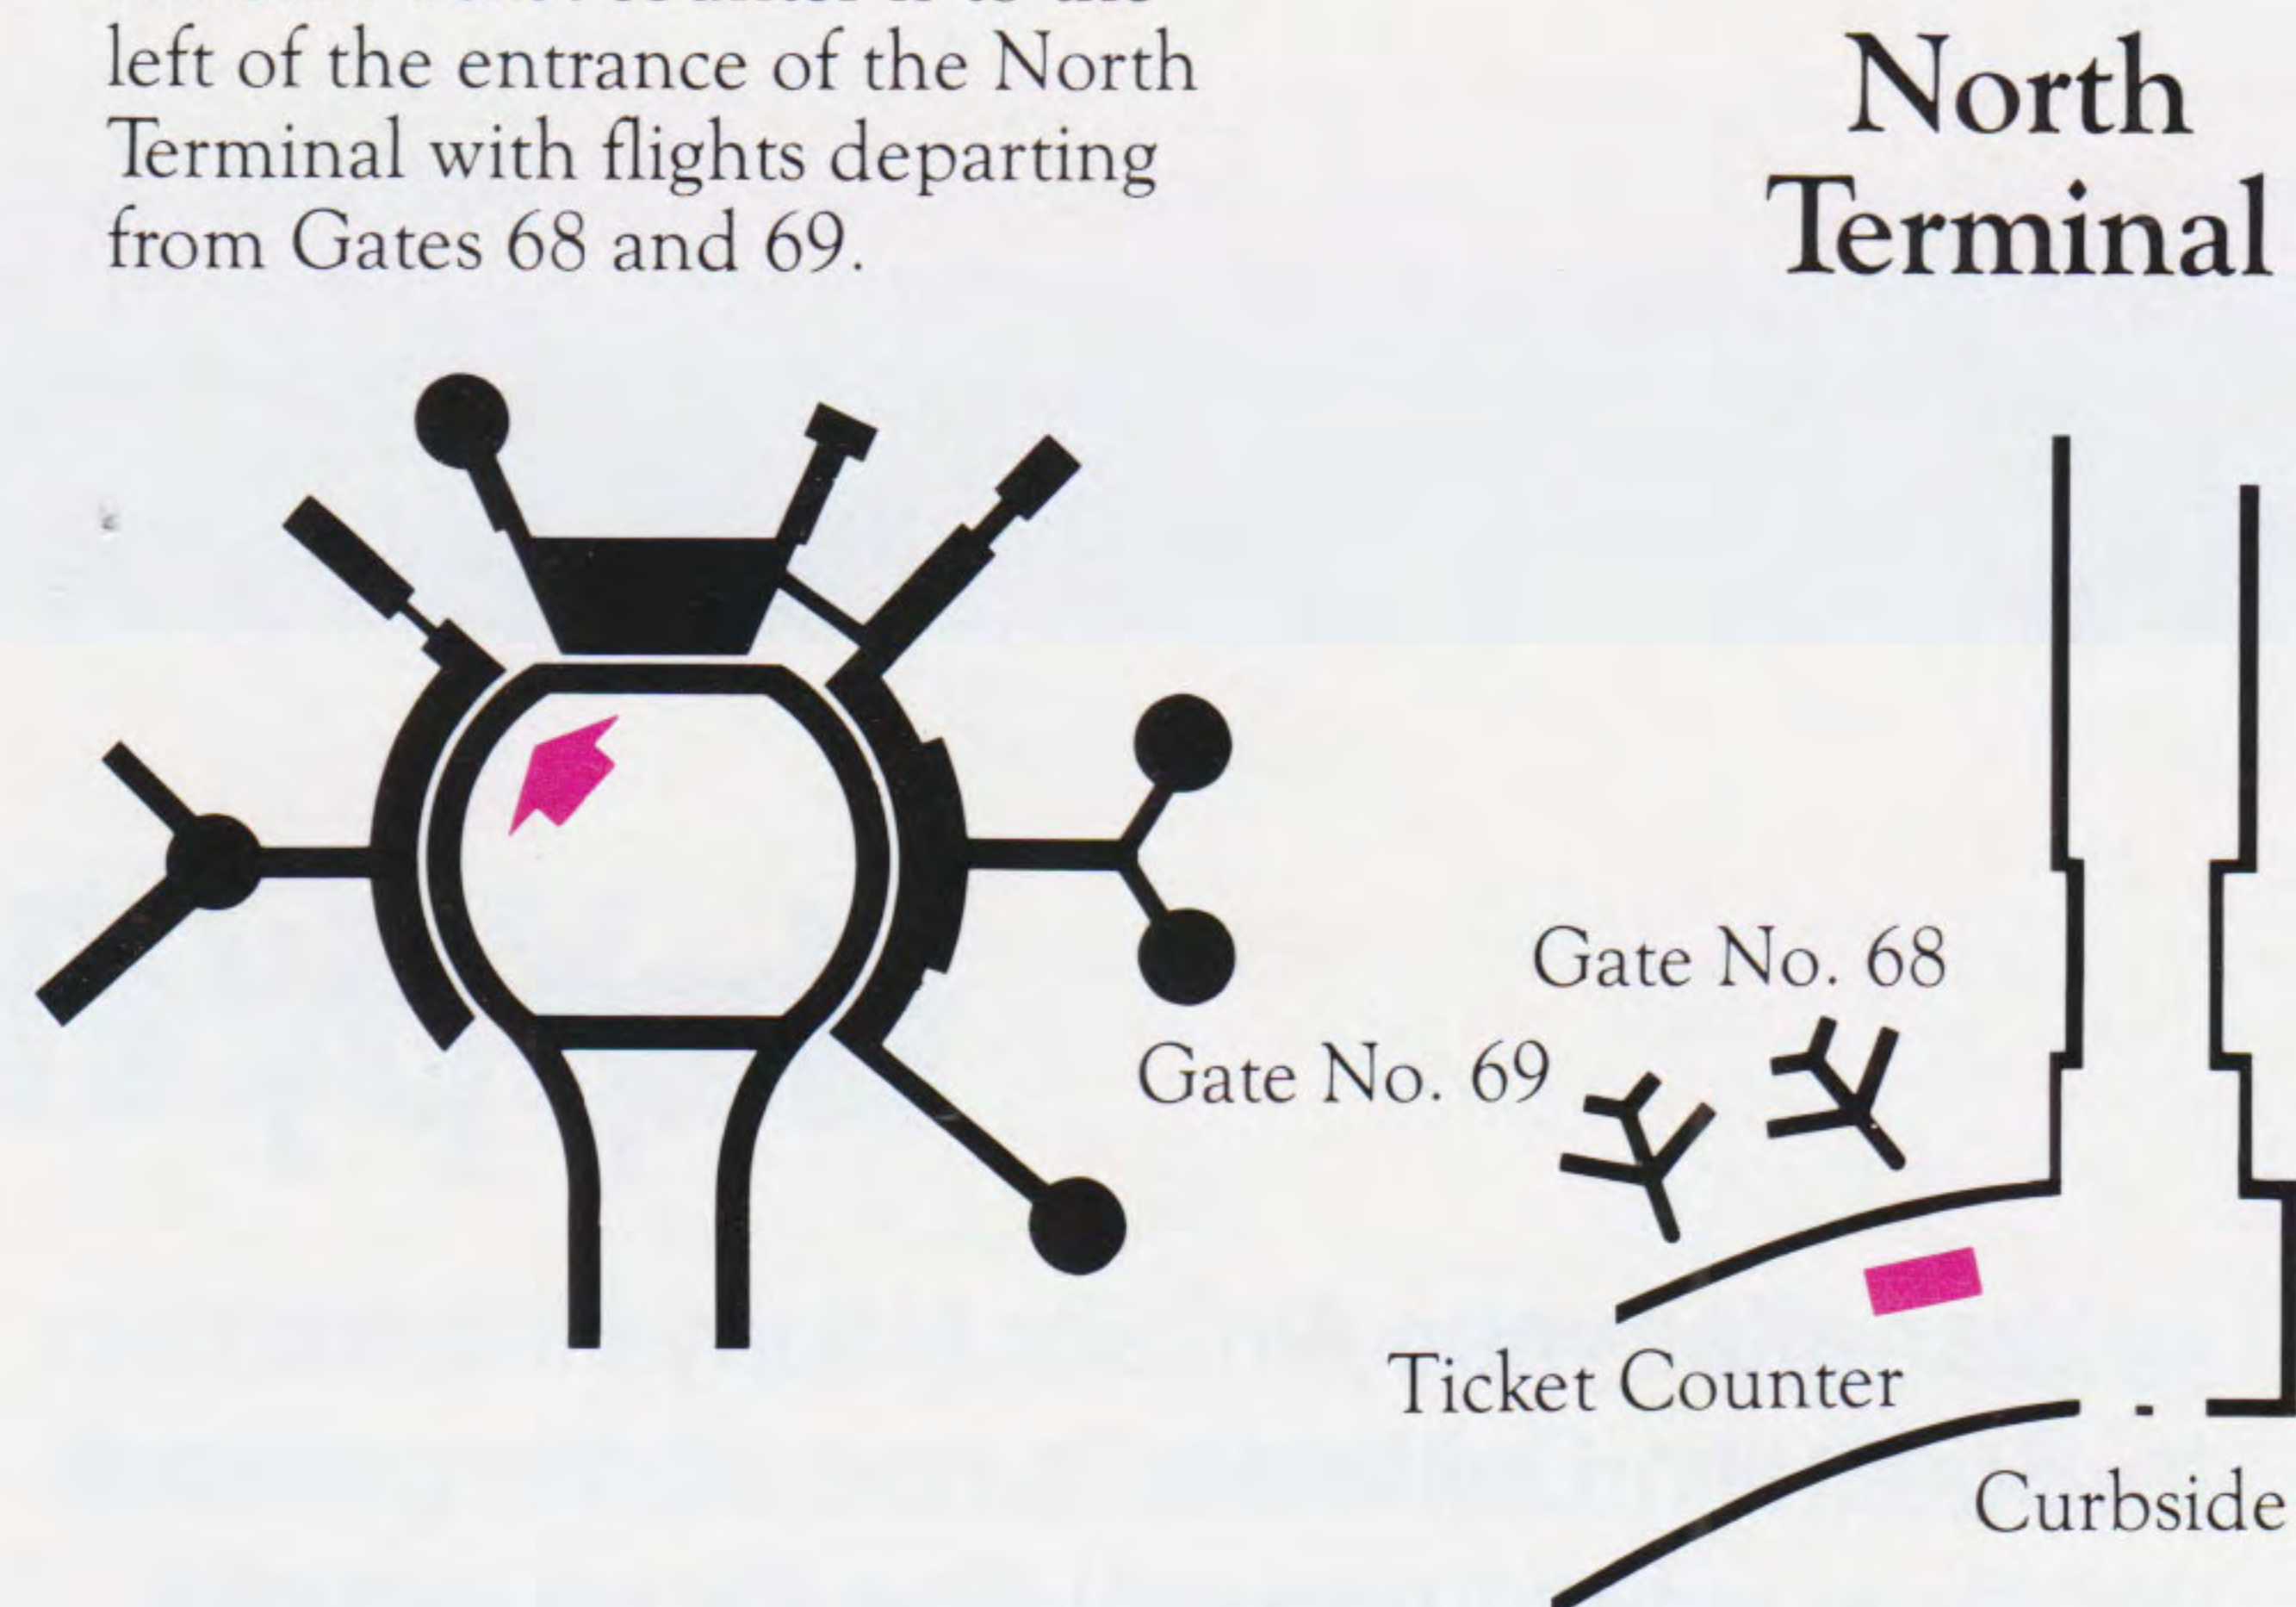 left of the entrance of the North
Terminal with flights departing
from Gates 68 and 69.
North
Terminal
Gate No. 68
Gate No. 69
Ticket Counter
Curbside